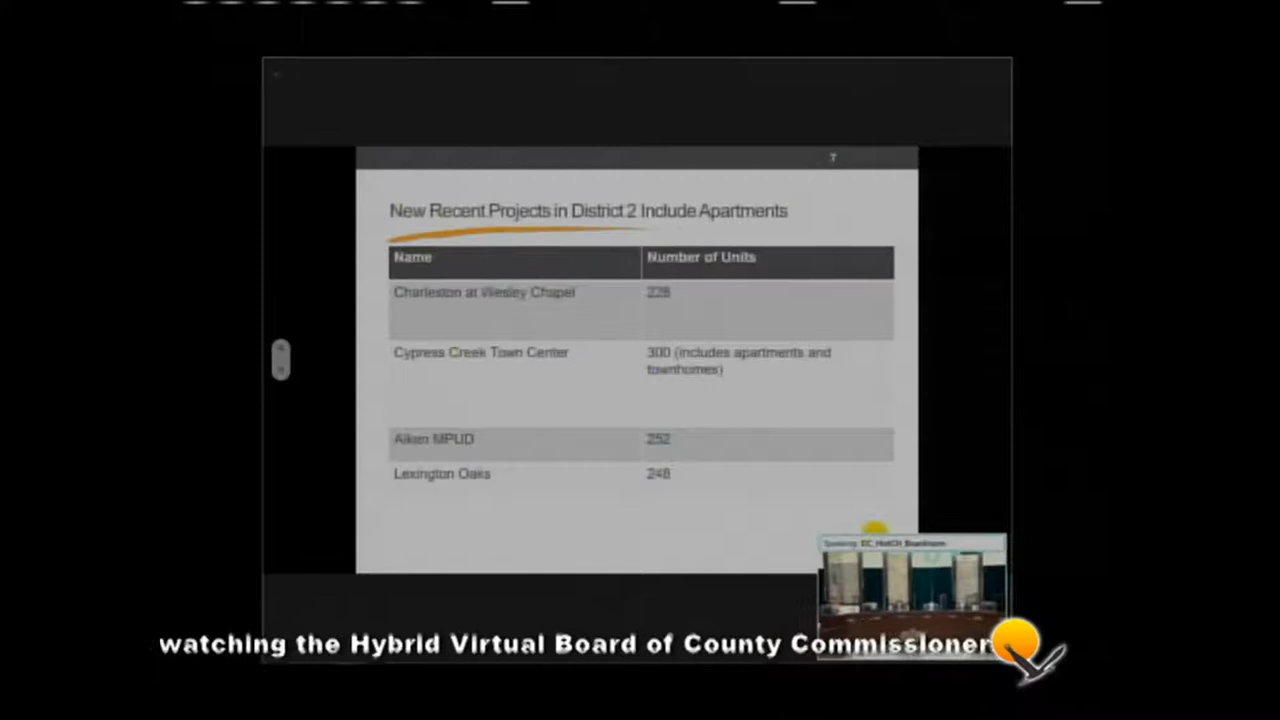 7
New Recent Projects in District 2 Include Apartments
Name Number of Units
Charleston at Wesley Chapel 228
Cypress Creek Town Center 300 (includes apartments and
townhomes)
Aiken MPUD 252
Lexington Oaks 248
Speaking:
watching the Hybrid Virtual Board of County Commissioner